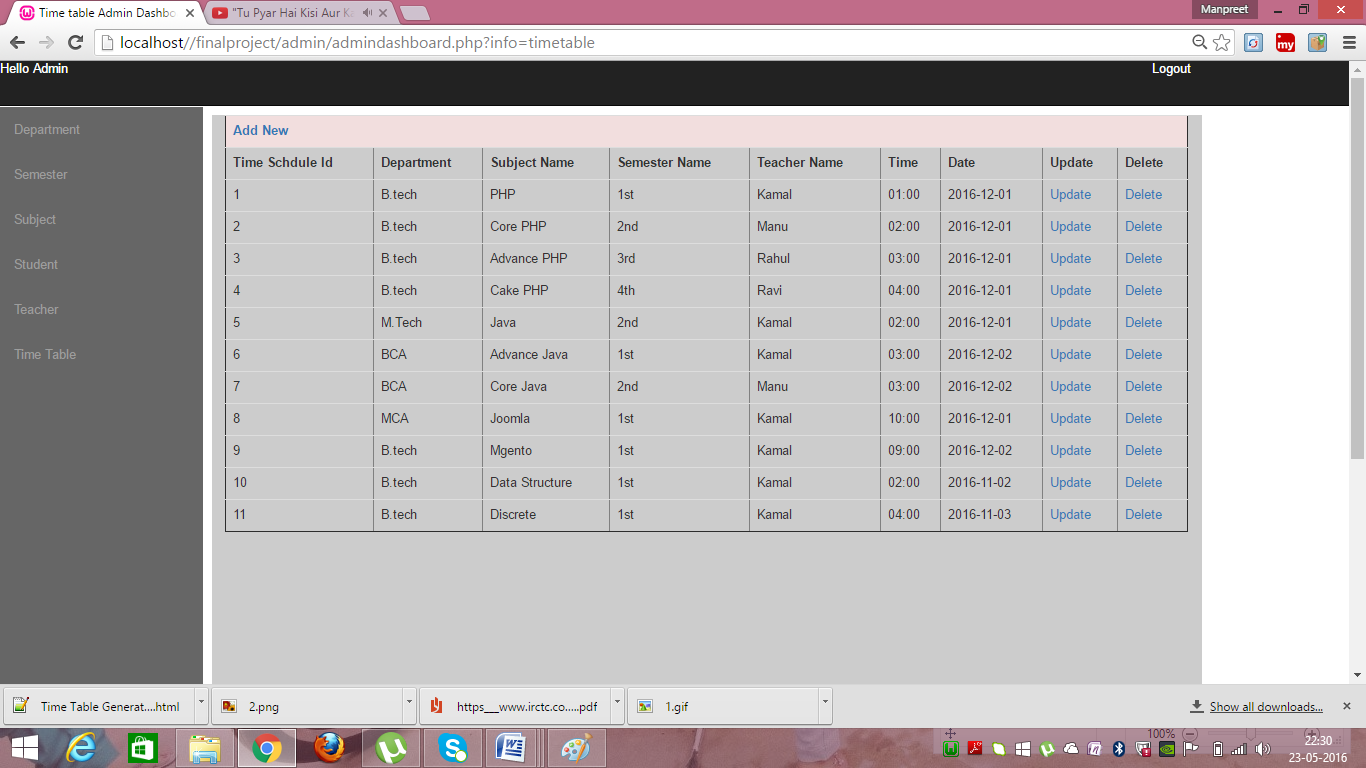 Time table Admin Dashbo
"Tu Pyar Hai Kisi Aur K
Manpreet
localhost//finalproject/admin/admindashboard.php?info=timetable
my
Hello Admin
Logout
Department
Semester
Subject
Student
Teacher
Time Table
Add New
Time Schdule Id Department Subject Name Semester Name Teacher Name Time Date Update Delete
1 B.tech PHP 1st Kamal 01:00 2016-12-01 Update Delete
2 B.tech Core PHP 2nd Manu 02:00 2016-12-01 Update Delete
3 B.tech Advance PHP 3rd Rahul 03:00 2016-12-01 Update Delete
4 B.tech Cake PHP 4th Ravi 04:00 2016-12-01 Update Delete
5 M.Tech Java 2nd Kamal 02:00 2016-12-01 Update Delete
6 BCA Advance Java 1st Kamal 03:00 2016-12-02 Update Delete
7 BCA Core Java 2nd Manu 03:00 2016-12-02 Update Delete
8 MCA Joomla 1st Kamal 10:00 2016-12-01 Update Delete
9 B.tech Mgento 1st Kamal 09:00 2016-12-02 Update Delete
10 B.tech Data Structure 1st Kamal 02:00 2016-11-02 Update Delete
11 B.tech Discrete 1st Kamal 04:00 2016-11-03 Update Delete
Time Table Generat....html
2.png
https___www.irctc.co.....pdf
1.gif
Show all downloads...
100%
22:30
23-05-2016